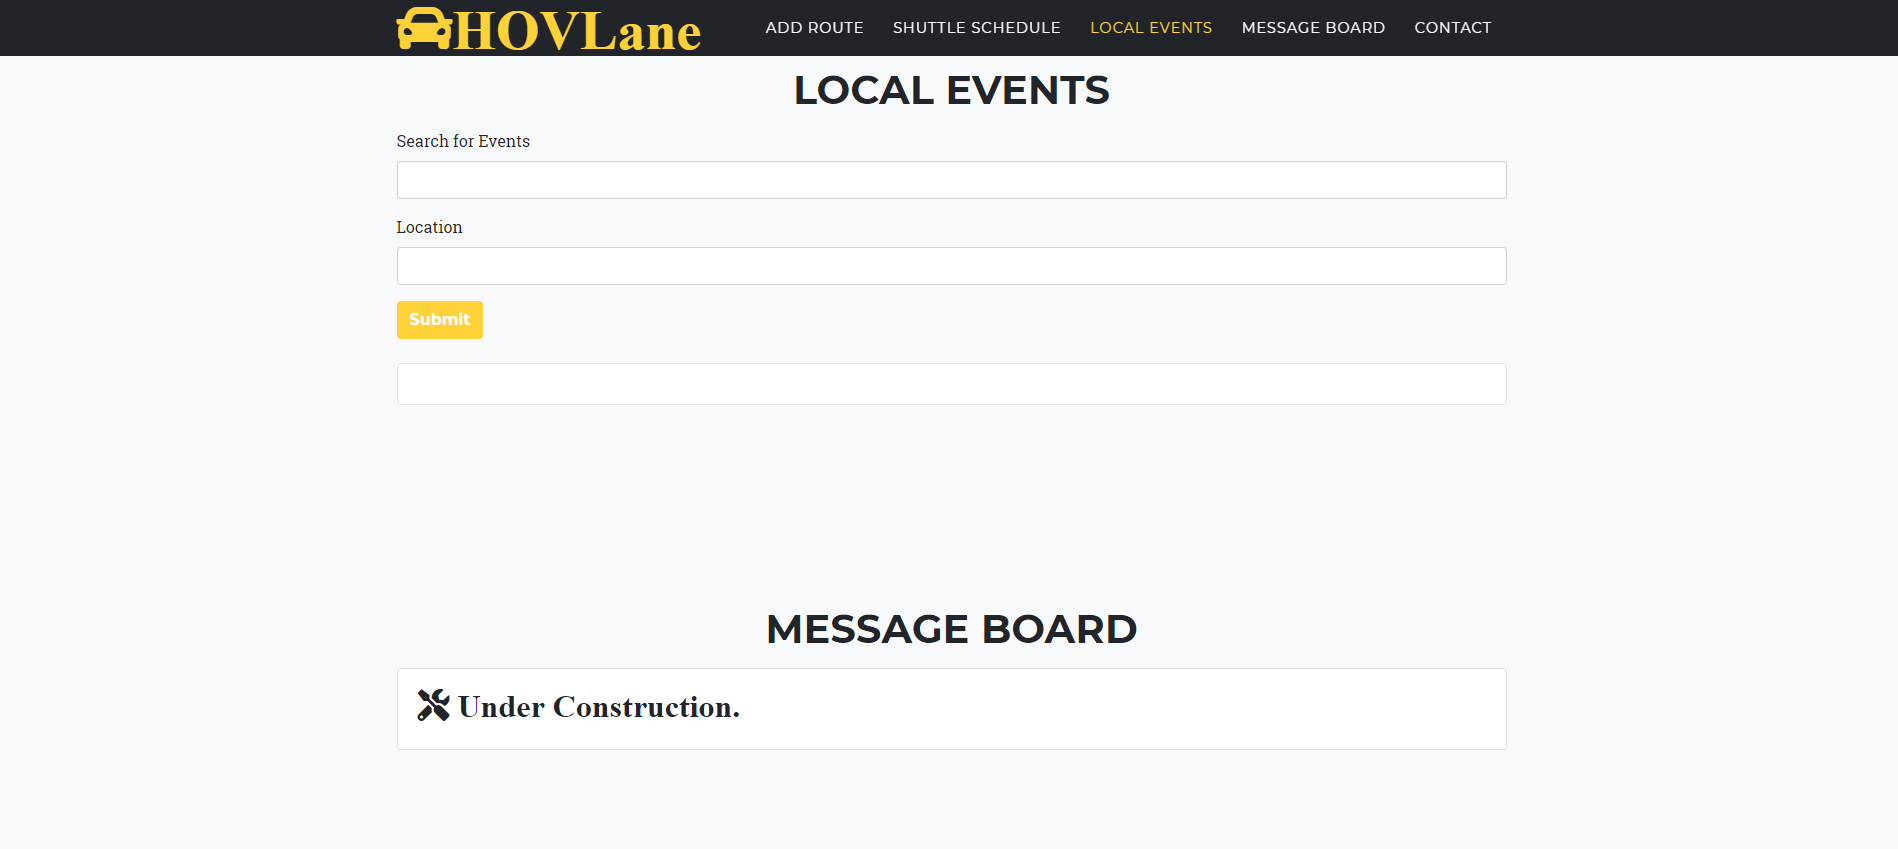 HOVLane
ADD ROUTE SHUTTLE SCHEDULE LOCAL EVENTS MESSAGE BOARD CONTACT
LOCAL EVENTS
Search for Events
Location
Submit
MESSAGE BOARD
Under Construction.